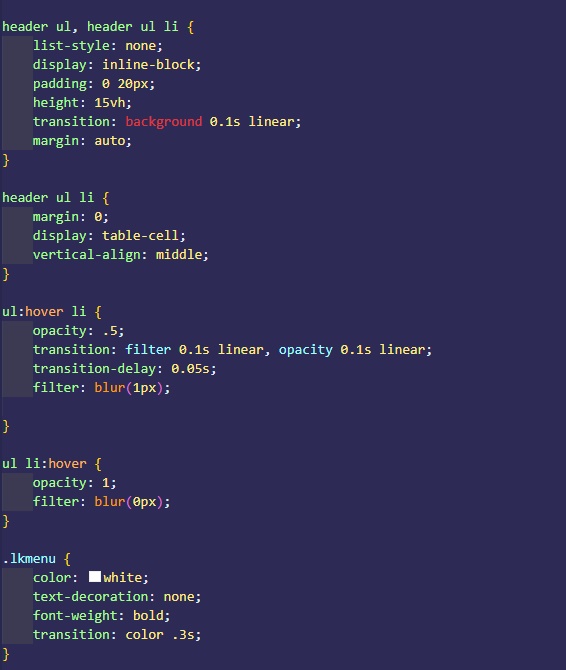 header ul, header ul li {
    list-style: none;
    display: inline-block;
    padding: 0 20px;
    height: 15vh;
    transition: background 0.1s linear;
    margin: auto;
}
header ul li {
    margin: 0;
    display: table-cell;
    vertical-align: middle;
}
ul:hover li {
    opacity: .5;
    transition: filter 0.1s linear, opacity 0.1s linear;
    transition-delay: 0.05s;
    filter: blur(1px);
}
ul li:hover {
    opacity: 1;
    filter: blur(0px);
}
.lkmenu {
    color: white;
    text-decoration: none;
    font-weight: bold;
    transition: color .3s;
}